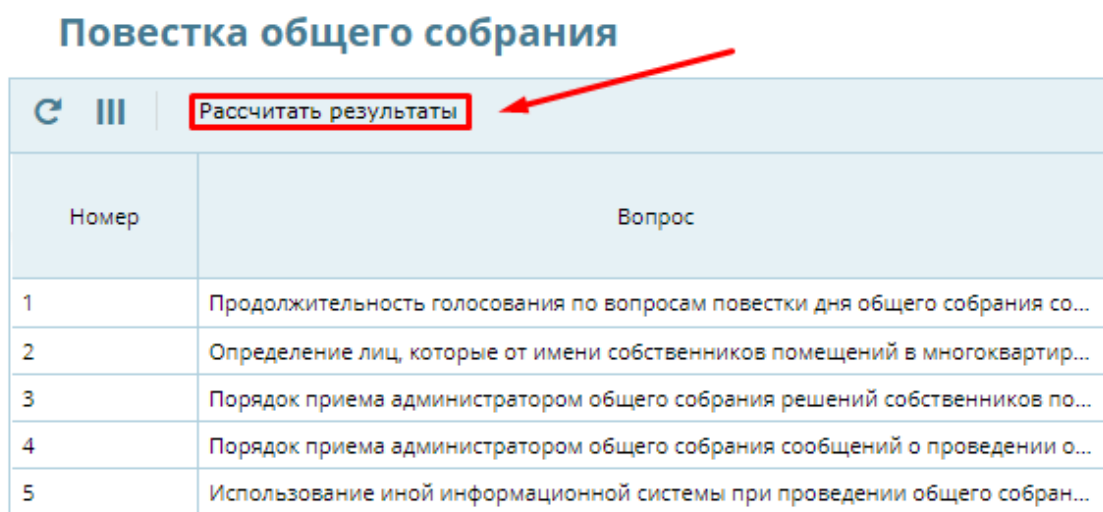 Повестка общего собрания
Рассчитать результаты
Номер Вопрос
1 Продолжительность голосования по вопросам повестки дня общего собрания со...
2 Определение лиц, которые от имени собственников помещений в многоквартир...
3 Порядок приема администратором общего собрания решений собственников по...
4 Порядок приема администратором общего собрания сообщений о проведении о...
5 Использование иной информационной системы при проведении общего собран...